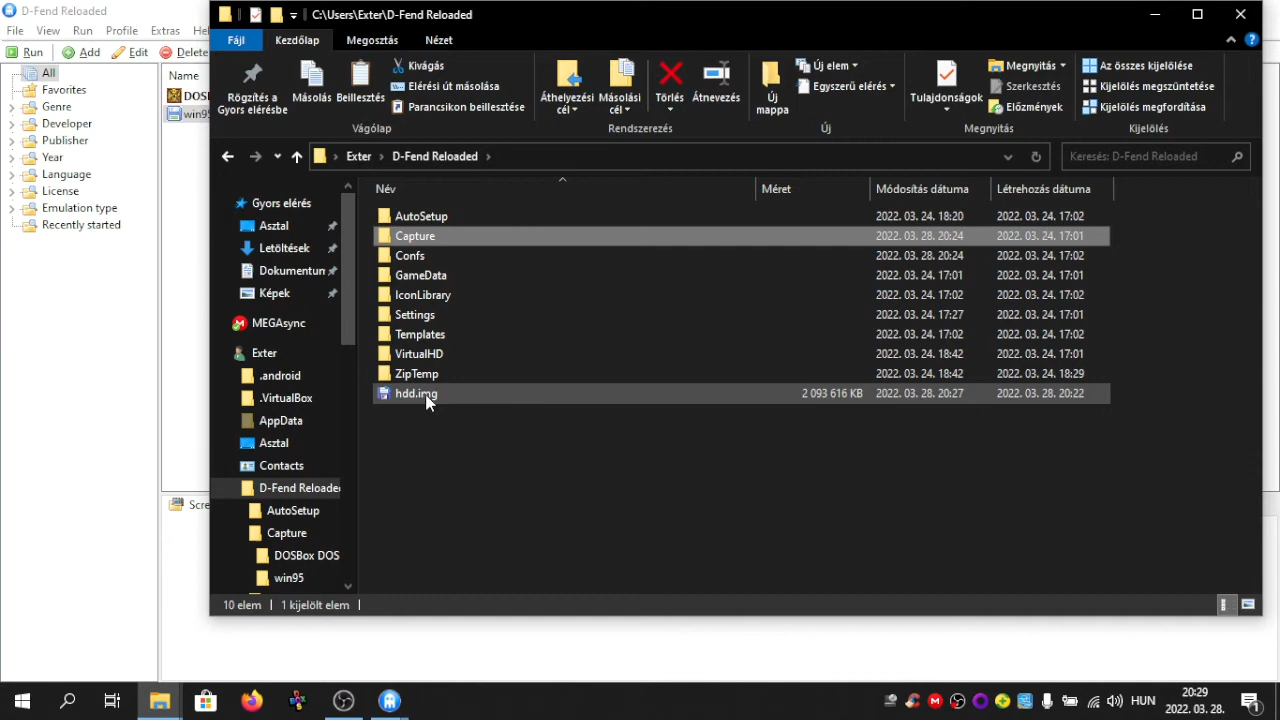 D-Fend Reloaded
File View Run Profile Extras
Run Add Edit Delete
All
Favorites
Genre
Developer
Publisher
Year
Language
License
Emulation type
Recently started
Name
win95
C:\Users\Exter\D-Fend Reloaded
Fájl Kezdőlap Megosztás Nézet
Rögzítés a Gyors elérésbe
Másolás
Beillesztés
Kivágás
Elérési út másolása
Parancsikon beillesztése
Vágólap
Áthelyezési cél
Másolási cél
Törlés
Átnevezés
Rendszerezés
Új mappa
Új elem
Egyszerű elérés
Új
Tulajdonságok
Megnyitás
Szerkesztés
Előzmények
Megnyitás
Az összes kijelölése
Kijelölés megszüntetése
Kijelölés megfordítása
Kijelölés
Exter D-Fend Reloaded
Keresés: D-Fend Reloaded
Név Méret Módosítás dátuma Létrehozás dátuma
AutoSetup 2022. 03. 24. 18:20 2022. 03. 24. 17:02
Capture 2022. 03. 28. 20:24 2022. 03. 24. 17:01
Confs 2022. 03. 28. 20:24 2022. 03. 24. 17:02
GameData 2022. 03. 24. 17:01 2022. 03. 24. 17:01
IconLibrary 2022. 03. 24. 17:02 2022. 03. 24. 17:02
Settings 2022. 03. 24. 17:27 2022. 03. 24. 17:01
Templates 2022. 03. 24. 17:02 2022. 03. 24. 17:02
VirtualHD 2022. 03. 24. 18:42 2022. 03. 24. 17:01
ZipTemp 2022. 03. 24. 18:42 2022. 03. 24. 18:29
hdd.img 2 093 616 KB 2022. 03. 28. 20:27 2022. 03. 28. 20:22
Gyors elérés
Asztal
Letöltések
Dokumentum
Képek
MEGAsync
Exter
.android
.VirtualBox
AppData
Asztal
Contacts
D-Fend Reloaded
AutoSetup
Capture
DOSBox DOS
win95
10 elem 1 kijelölt elem
HUN
20:29
2022. 03. 28.
1